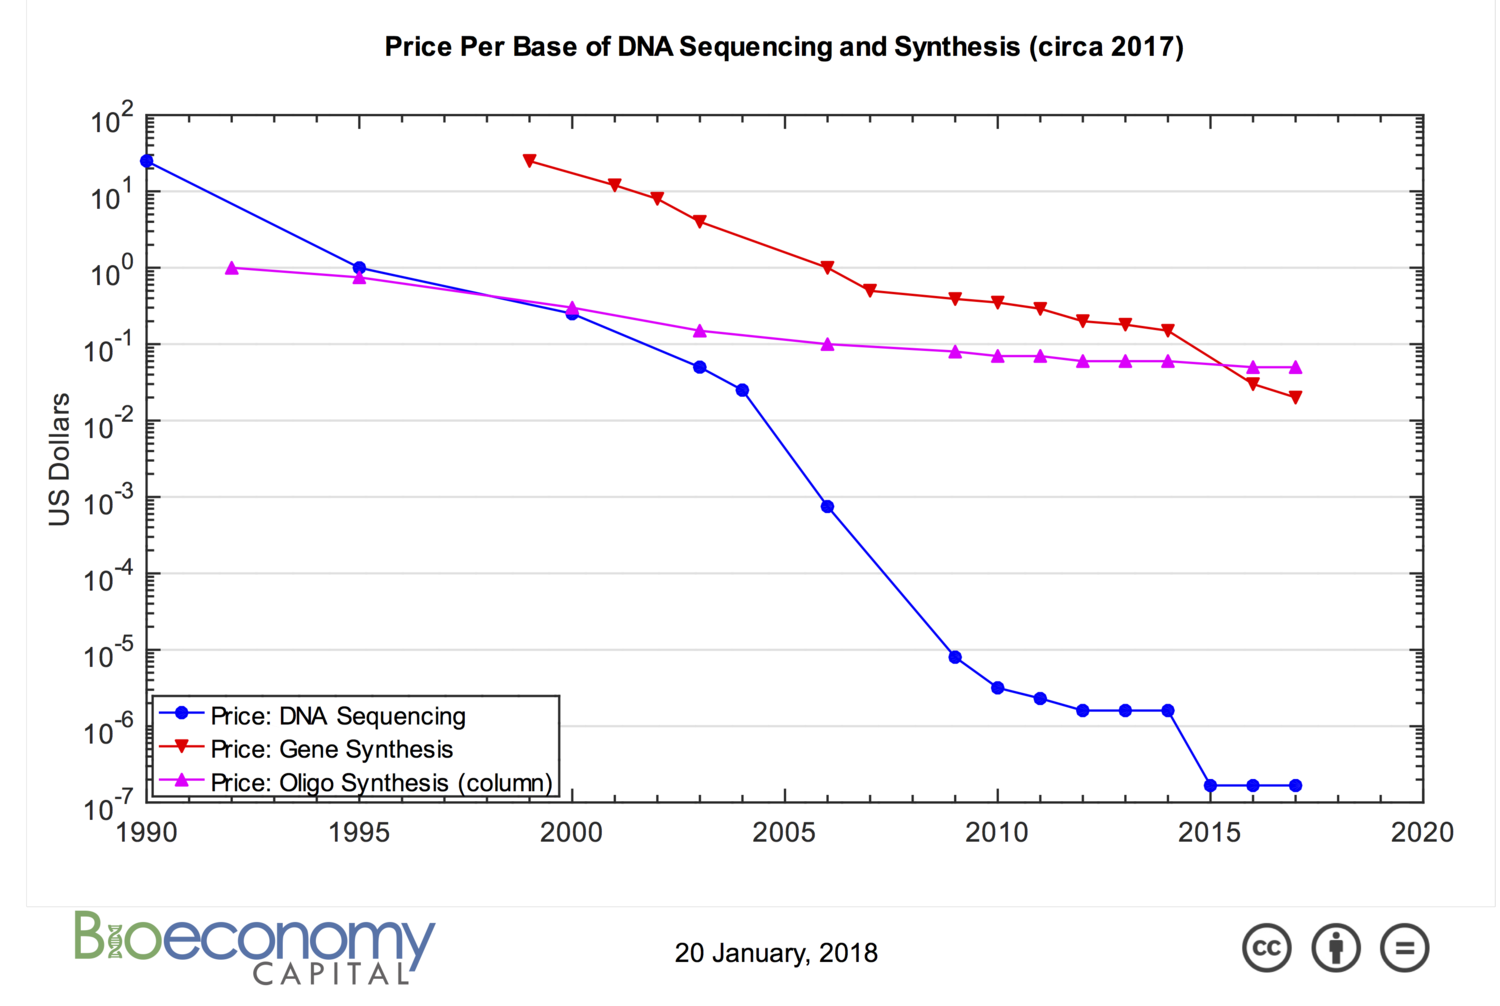 Price Per Base of DNA Sequencing and Synthesis (circa 2017)
10^2
10^1
10^0
10^-1
10^-2
10^-3
10^-4
10^-5
10^-6
10^-7
US Dollars
Price: DNA Sequencing
Price: Gene Synthesis
Price: Oligo Synthesis (column)
1990 1995 2000 2005 2010 2015 2020
Bioeconomy
CAPITAL
20 January, 2018
cc